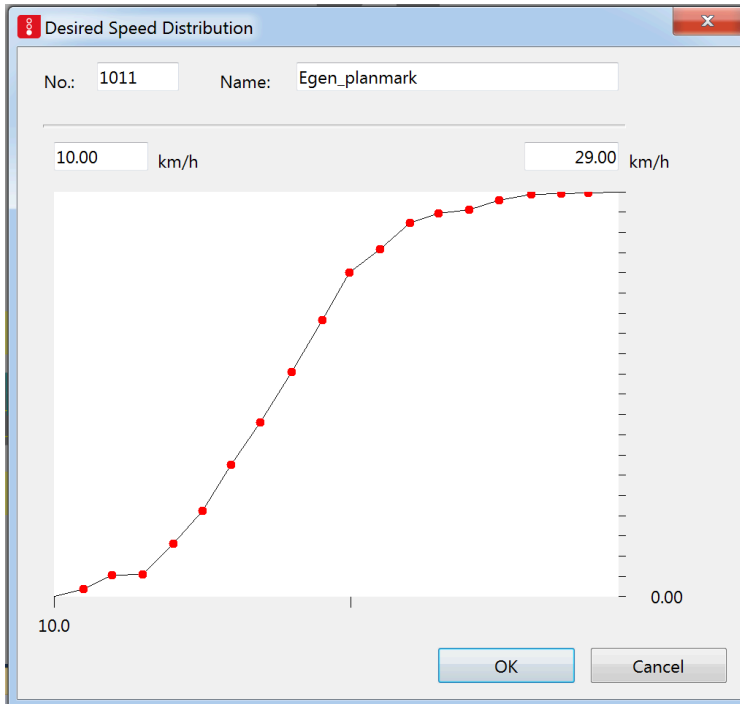 Desired Speed Distribution
No.: 1011 Name: Egen_planmark
10.00 km/h 29.00 km/h
0.00
10.0
OK Cancel